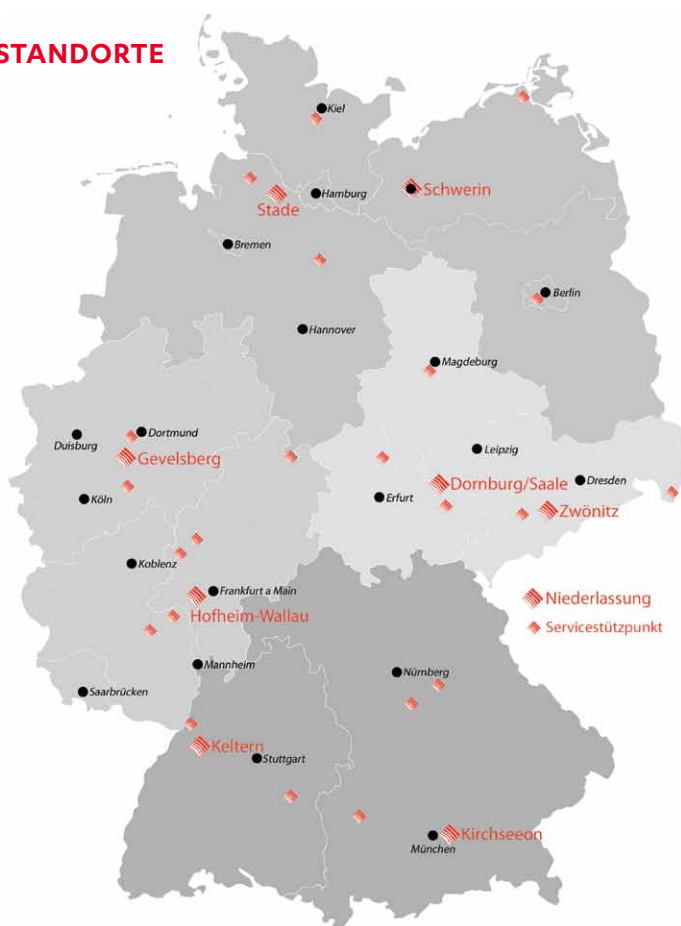 STANDORTE
Kiel
Schwerin
Hamburg
Stade
Bremen
Berlin
Hannover
Magdeburg
Dortmund
Duisburg
Gevelsberg
Leipzig
Dornburg/Saale
Dresden
Köln
Erfurt
Zwönitz
Koblenz
Frankfurt a Main
Niederlassung
Hofheim-Wallau
Servicestützpunkt
Mannheim
Nürnberg
Saarbrücken
Keltern
Stuttgart
Kirchseeon
München